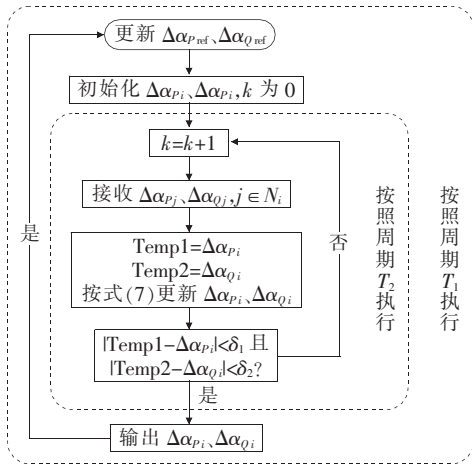 更新 Δα_{P ref}、Δα_{Q ref}
初始化 Δα_{Pi}、Δα_{Pi},k 为 0
k=k+1
接收 Δα_{Pj}、Δα_{Qj},j∈N_i
Temp1=Δα_{Pi}
Temp2=Δα_{Qi}
按式(7)更新 Δα_{Pi}、Δα_{Qi}
|Temp1-Δα_{Pi}|<δ_1 且
|Temp2-Δα_{Qi}|<δ_2?
是
输出 Δα_{Pi}、Δα_{Qi}
是
否
按照周期T_2执行
按照周期T_1执行